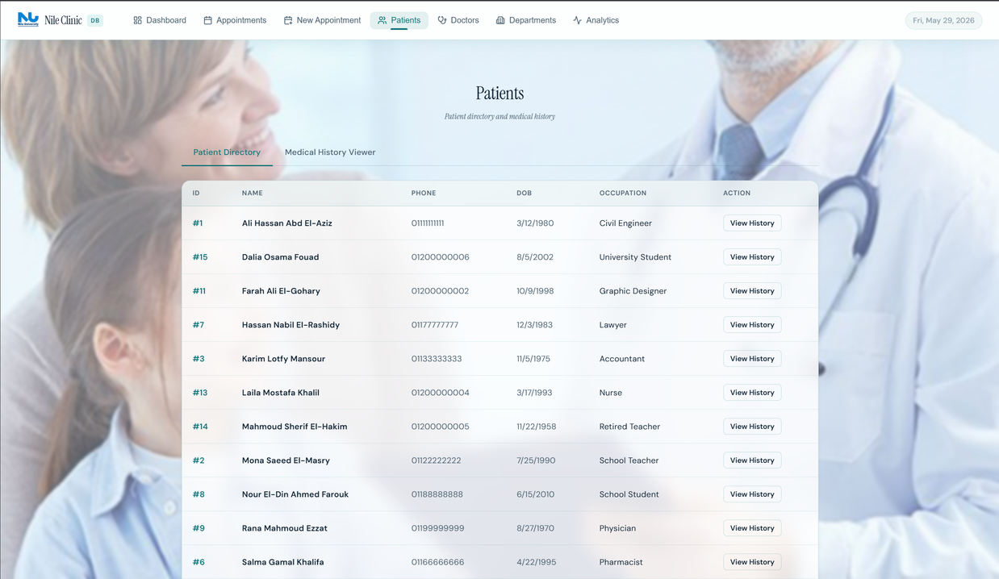 NU Nile University Nile Clinic DB Dashboard Appointments New Appointment Patients Doctors Departments Analytics Fri, May 29, 2026
Patients
Patient directory and medical history
Patient Directory Medical History Viewer
ID NAME PHONE DOB OCCUPATION ACTION
#1 Ali Hassan Abd El-Aziz 01111111111 3/12/1980 Civil Engineer View History
#15 Dalia Osama Fouad 01200000006 8/5/2002 University Student View History
#11 Farah Ali El-Gohary 01200000002 10/9/1998 Graphic Designer View History
#7 Hassan Nabil El-Rashidy 01177777777 12/3/1983 Lawyer View History
#3 Karim Lotfy Mansour 01133333333 11/5/1975 Accountant View History
#13 Laila Mostafa Khalil 01200000004 3/17/1993 Nurse View History
#14 Mahmoud Sherif El-Hakim 01200000005 11/22/1958 Retired Teacher View History
#2 Mona Saeed El-Masry 01122222222 7/25/1990 School Teacher View History
#8 Nour El-Din Ahmed Farouk 01188888888 6/15/2010 School Student View History
#9 Rana Mahmoud Ezzat 01199999999 8/27/1970 Physician View History
#6 Salma Gamal Khalifa 01166666666 4/22/1995 Pharmacist View History